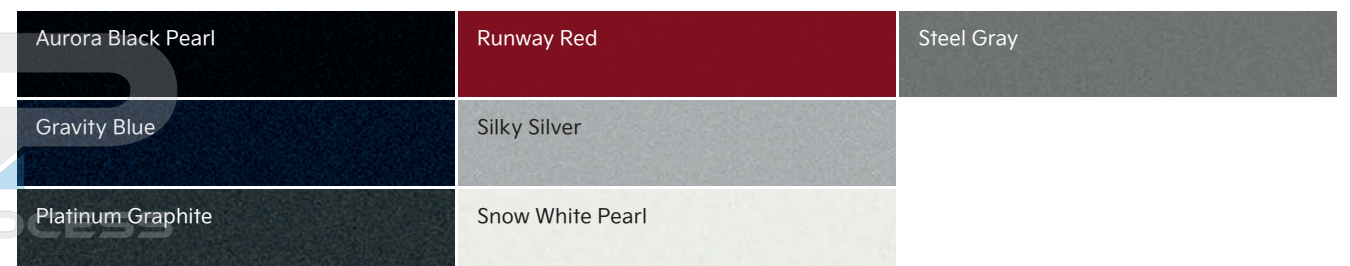 Aurora Black Pearl
Runway Red
Steel Gray
Gravity Blue
Silky Silver
Platinum Graphite
Snow White Pearl